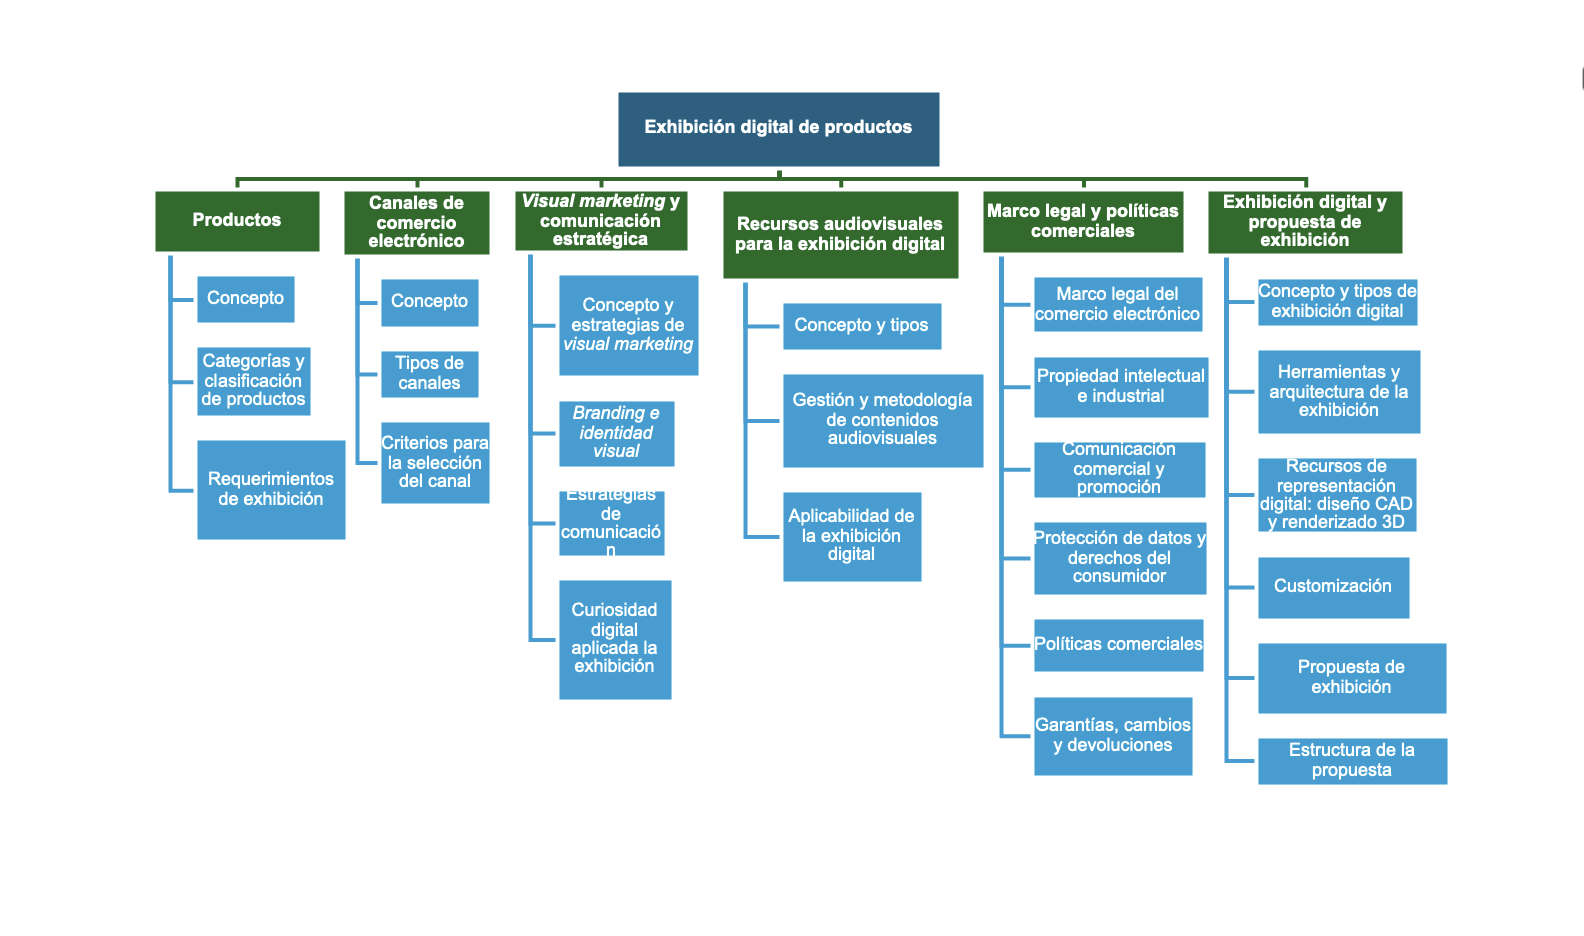 Exhibición digital de productos
Productos
Concepto
Categorías y
clasificación
de productos
Requerimientos
de exhibición
Canales de
comercio
electrónico
Concepto
Tipos de
canales
Criterios para
la selección
del canal
Visual marketing y
comunicación
estratégica
Concepto y
estrategias de
visual marketing
Branding e
identidad
visual
Estrategias
de
comunicació
n
Curiosidad
digital
aplicada la
exhibición
Recursos audiovisuales
para la exhibición digital
Concepto y tipos
Gestión y metodología
de contenidos
audiovisuales
Aplicabilidad de
la exhibición
digital
Marco legal y políticas
comerciales
Marco legal del
comercio electrónico
Propiedad intelectual
e industrial
Comunicación
comercial y
promoción
Protección de datos y
derechos del
consumidor
Políticas comerciales
Garantías, cambios
y devoluciones
Exhibición digital y
propuesta de
exhibición
Concepto y tipos de
exhibición digital
Herramientas y
arquitectura de la
exhibición
Recursos de
representación
digital: diseño CAD
y renderizado 3D
Customización
Propuesta de
exhibición
Estructura de la
propuesta